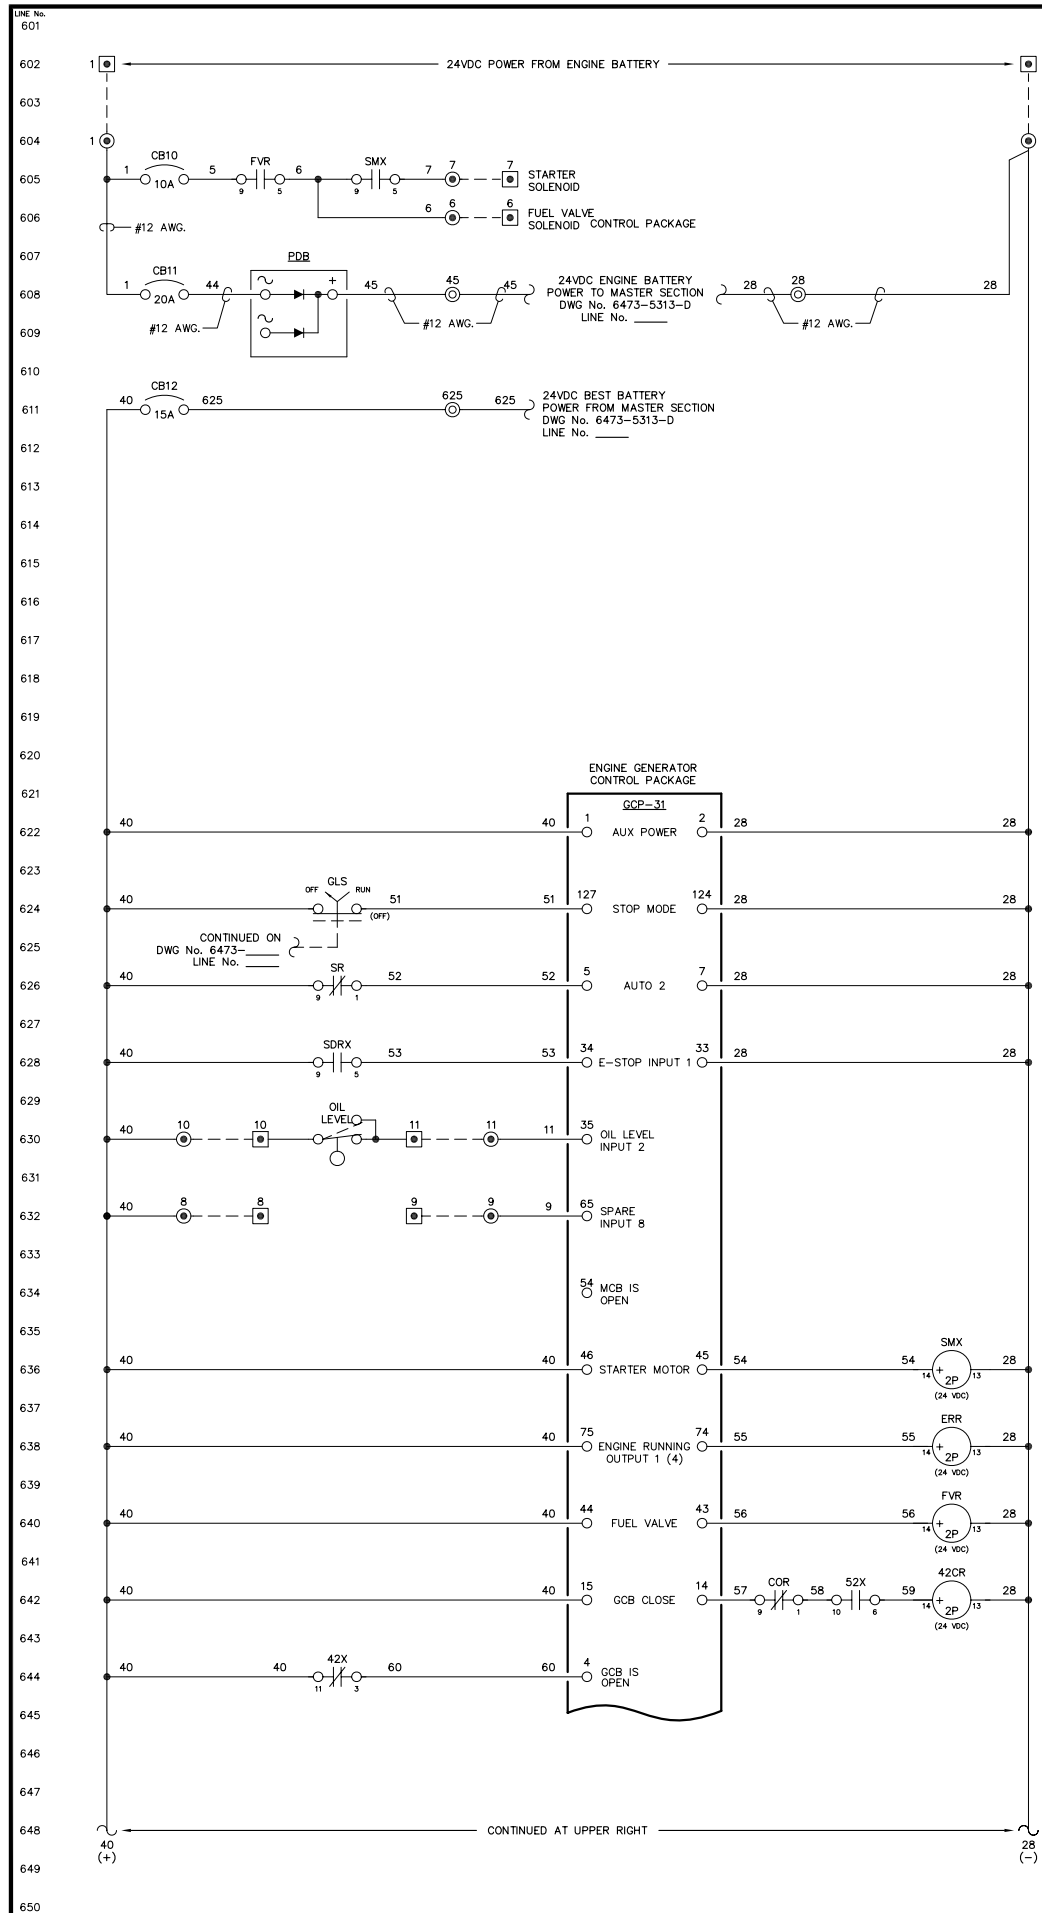 LINE No.
601
602 1 24VDC POWER FROM ENGINE BATTERY
603
604 1
CB10 FVR SMX
605 1 10A 5 9 5 6 9 5 7 7 7 STARTER
SOLENOID
606 6 6 6 FUEL VALVE
SOLENOID CONTROL PACKAGE
#12 AWG.
607
CB11 PDB
608 1 20A 44 + 45 45 45 24VDC ENGINE BATTERY 28 28 28
POWER TO MASTER SECTION
DWG No. 6473-5313-D
LINE No. _____
#12 AWG. #12 AWG. #12 AWG.
609
610
CB12
611 40 15A 625 625 625 24VDC BEST BATTERY
POWER FROM MASTER SECTION
DWG No. 6473-5313-D
LINE No. _____
612
613
614
615
616
617
618
619
620
ENGINE GENERATOR
CONTROL PACKAGE
621
GCP-31
622 40 40 1 AUX POWER 2 28 28
623
GLS
OFF RUN
624 40 51 51 127 STOP MODE 124 28 28
(OFF)
625 CONTINUED ON
DWG No. 6473-_____
LINE No. _____
SR
626 40 9 1 52 52 5 AUTO 2 7 28 28
627
SDRX
628 40 9 5 53 53 34 E-STOP INPUT 1 33 28 28
629
OIL
LEVEL
630 40 10 10 11 11 11 35 OIL LEVEL
INPUT 2
631
632 40 8 8 9 9 9 65 SPARE
INPUT 8
633
634 54 MCB IS
OPEN
635
SMX
636 40 40 46 STARTER MOTOR 45 54 54 14 + 2P 13 28
(24 VDC)
637
ERR
638 40 40 75 ENGINE RUNNING 74 55 55 14 + 2P 13 28
OUTPUT 1 (4)
(24 VDC)
639
FVR
640 40 40 44 FUEL VALVE 43 56 56 14 + 2P 13 28
(24 VDC)
641
COR 52X 42CR
642 40 40 15 GCB CLOSE 14 57 9 1 58 10 6 59 14 + 2P 13 28
(24 VDC)
643
42X
644 40 40 11 3 60 60 4 GCB IS
OPEN
645
646
647
648 CONTINUED AT UPPER RIGHT
40 28
(+) (-)
649
650